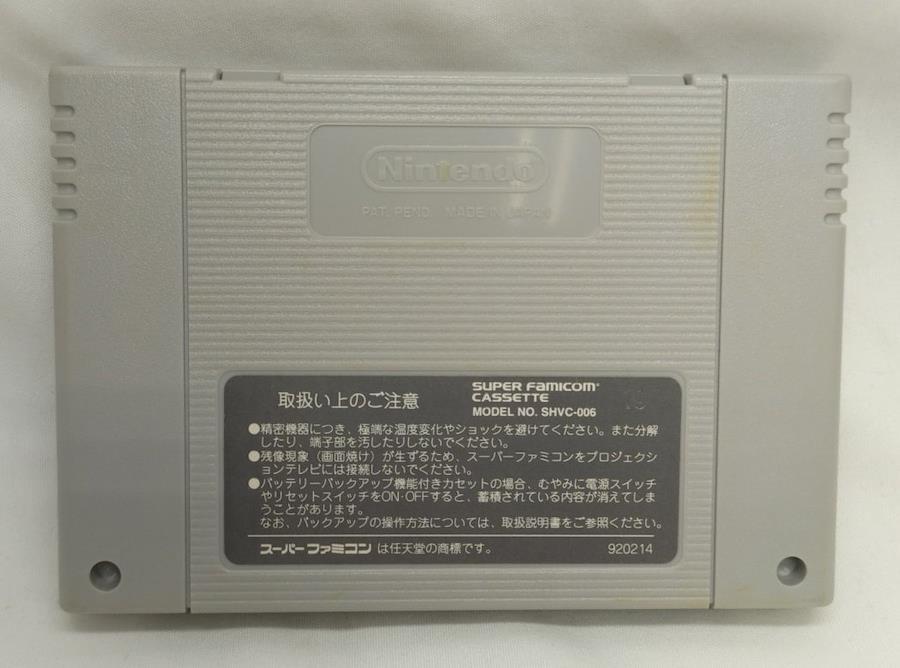 Nintendo
PAT. PEND. MADE IN JAPAN
取扱い上のご注意
SUPER FAMICOM
CASSETTE
MODEL NO. SHVC-006
●精密機器につき、極端な温度変化やショックを避けてください。また分解
したり、端子部を汚したりしないでください。
●残像現象（画面焼け）が生ずるため、スーパーファミコンをプロジェクシ
ョンテレビには接続しないでください。
●バッテリーバックアップ機能付きカセットの場合、むやみに電源スイッチ
やリセットスイッチをON·OFFすると、蓄積されている内容が消えてしま
うことがあります。
なお、バックアップの操作方法については、取扱説明書をご参照ください。
スーパーファミコン は任天堂の商標です。
920214